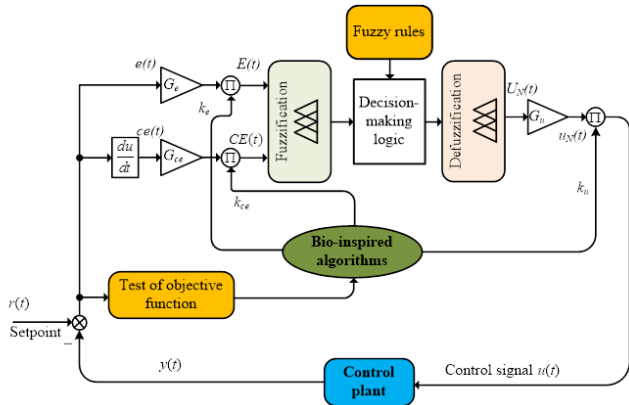 Fuzzy rules
e(t)
G_e
Π
E(t)
k_e
Fuzzification
Decision-
making
logic
Defuzzification
U_N(t)
G_u
Π
u_N(t)
du
dt
ce(t)
G_ce
Π
CE(t)
k_ce
k_u
Bio-inspired
algorithms
Test of objective
function
r(t)
Setpoint
−
y(t)
Control
plant
Control signal u(t)